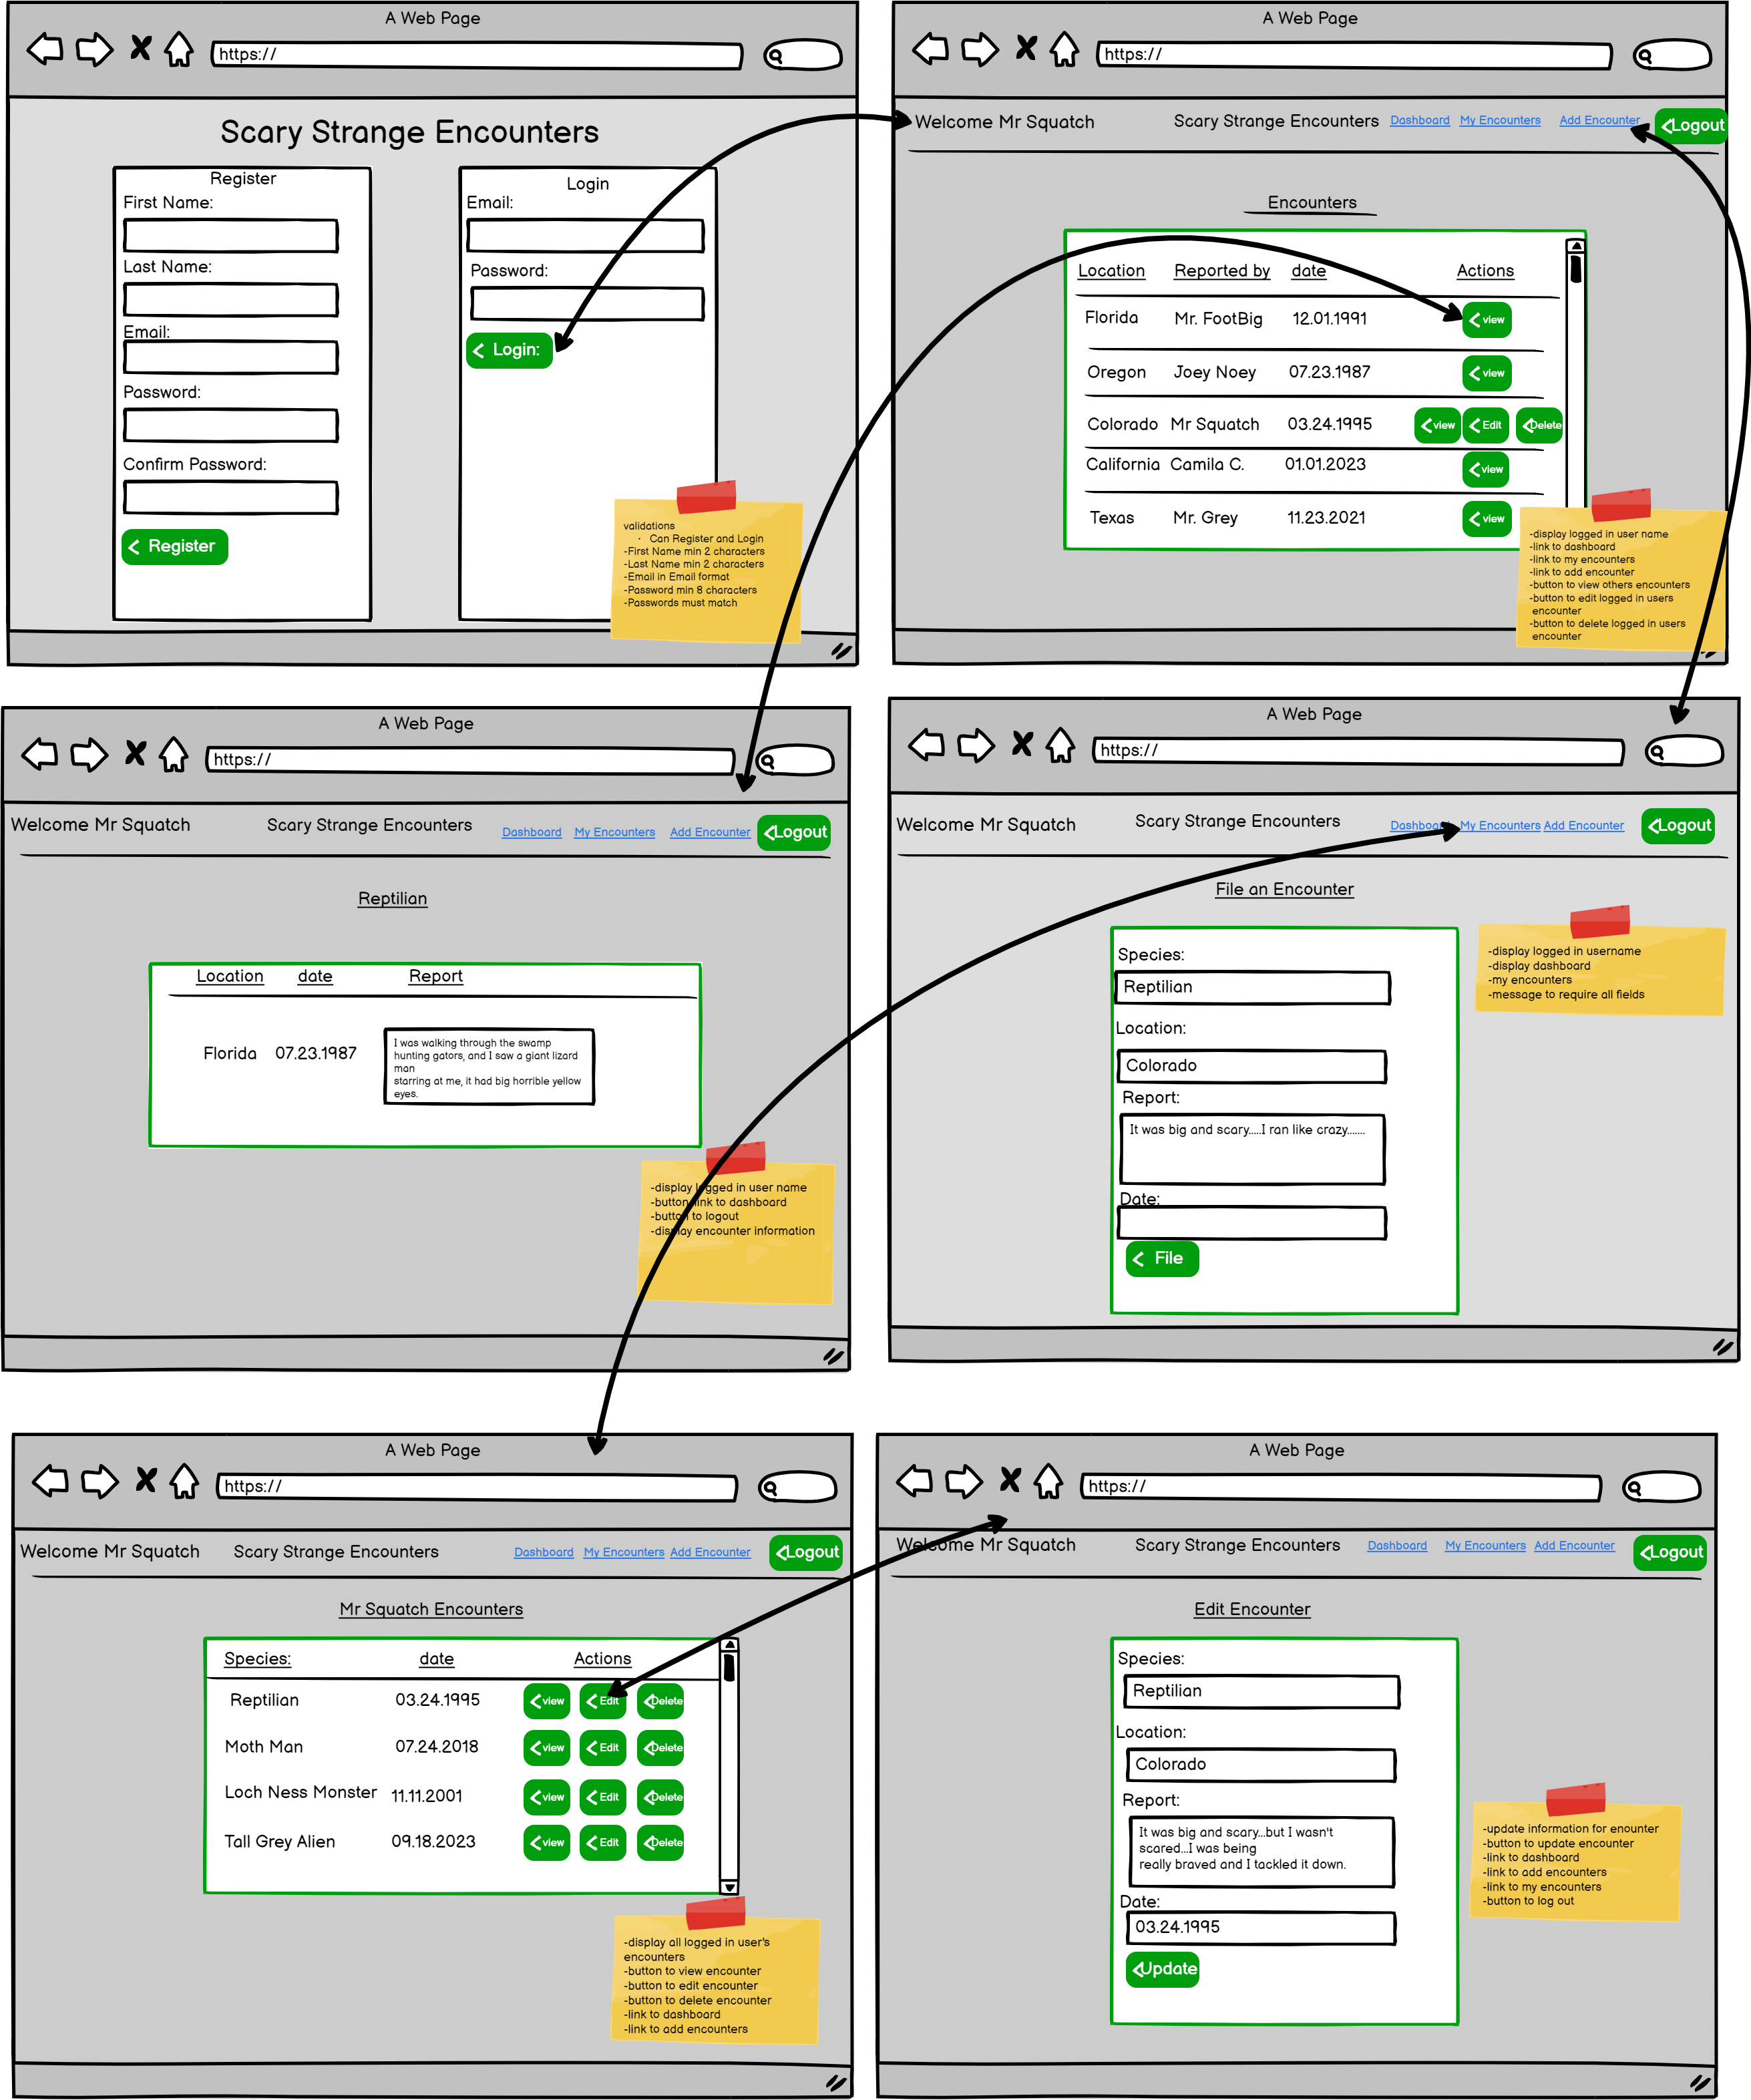 A Web Page
https://
Scary Strange Encounters
Register
First Name:
Last Name:
Email:
Password:
Confirm Password:
Register
Login
Email:
Password:
Login:
validations
· Can Register and Login
-First Name min 2 characters
-Last Name min 2 characters
-Email in Email format
-Password min 8 characters
-Passwords must match
A Web Page
https://
Welcome Mr Squatch Scary Strange Encounters Dashboard My Encounters Add Encounter Logout
Encounters
Location Reported by date Actions
Florida Mr. FootBig 12.01.1991 view
Oregon Joey Noey 07.23.1987 view
Colorado Mr Squatch 03.24.1995 view Edit Delete
California Camila C. 01.01.2023 view
Texas Mr. Grey 11.23.2021 view
-display logged in user name
-link to dashboard
-link to my encounters
-link to add encounter
-button to view others encounters
-button to edit logged in users
encounter
-button to delete logged in users
encounter
A Web Page
https://
Welcome Mr Squatch Scary Strange Encounters Dashboard My Encounters Add Encounter Logout
Reptilian
Location date Report
Florida 07.23.1987
I was walking through the swamp
hunting gators, and I saw a giant lizard
man
starring at me, it had big horrible yellow
eyes.
-display logged in user name
-button link to dashboard
-button to logout
-display encounter information
A Web Page
https://
Welcome Mr Squatch Scary Strange Encounters Dashboard My Encounters Add Encounter Logout
File an Encounter
Species:
Reptilian
Location:
Colorado
Report:
It was big and scary.....I ran like crazy.......
Date:
File
-display logged in username
-display dashboard
-my encounters
-message to require all fields
A Web Page
https://
Welcome Mr Squatch Scary Strange Encounters Dashboard My Encounters Add Encounter Logout
Mr Squatch Encounters
Species: date Actions
Reptilian 03.24.1995 view Edit Delete
Moth Man 07.24.2018 view Edit Delete
Loch Ness Monster 11.11.2001 view Edit Delete
Tall Grey Alien 09.18.2023 view Edit Delete
-display all logged in user's
encounters
-button to view encounter
-button to edit encounter
-button to delete encounter
-link to dashboard
-link to add encounters
A Web Page
https://
Welcome Mr Squatch Scary Strange Encounters Dashboard My Encounters Add Encounter Logout
Edit Encounter
Species:
Reptilian
Location:
Colorado
Report:
It was big and scary...but I wasn't
scared...I was being
really braved and I tackled it down.
Date:
03.24.1995
Update
-update information for enounter
-button to update encounter
-link to dashboard
-link to add encounters
-link to my encounters
-button to log out